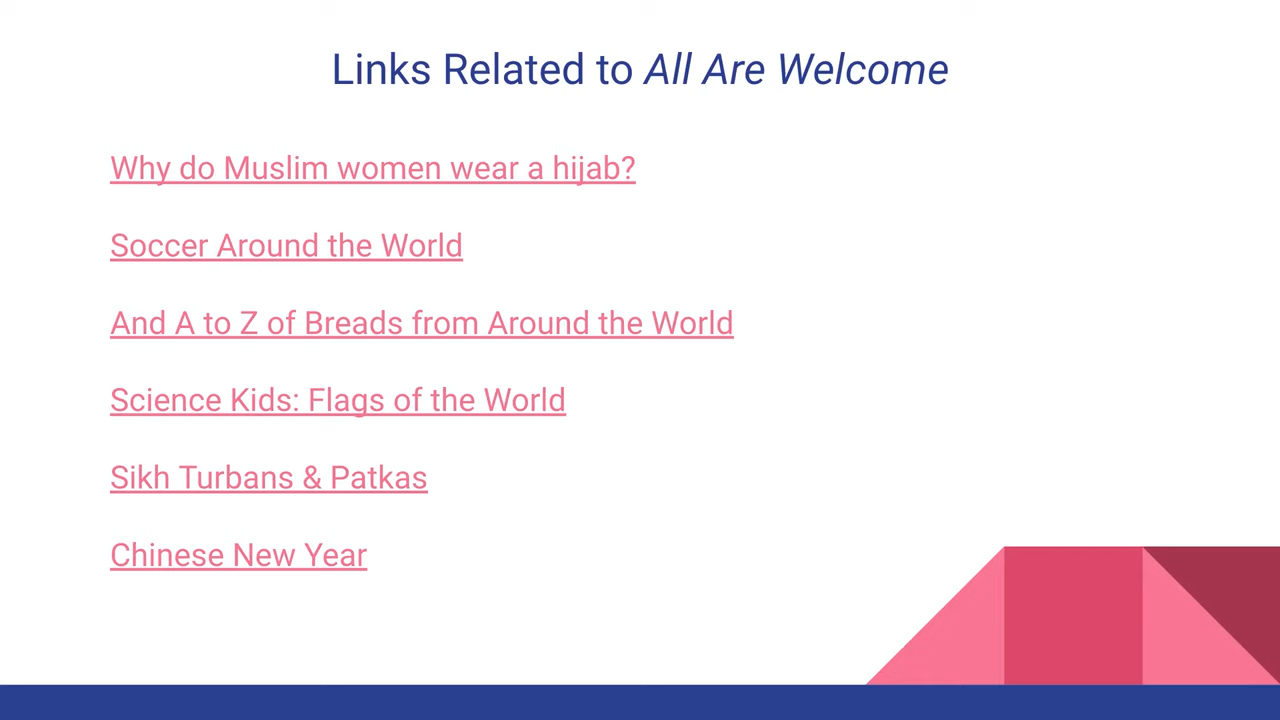 Links Related to All Are Welcome
Why do Muslim women wear a hijab?
Soccer Around the World
And A to Z of Breads from Around the World
Science Kids: Flags of the World
Sikh Turbans & Patkas
Chinese New Year